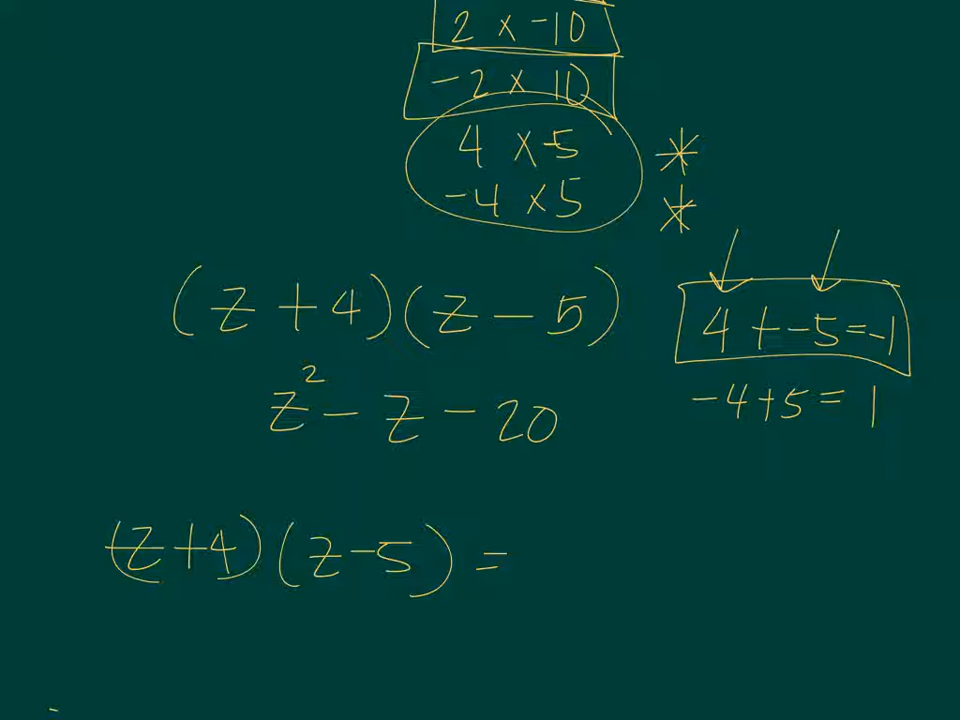 2 × -10
-2 × 10
4 × -5 *
-4 × 5 *
(z + 4)(z - 5)
4 + -5 = -1
-4 + 5 = 1
z² - z - 20
(z+4)(z-5) =